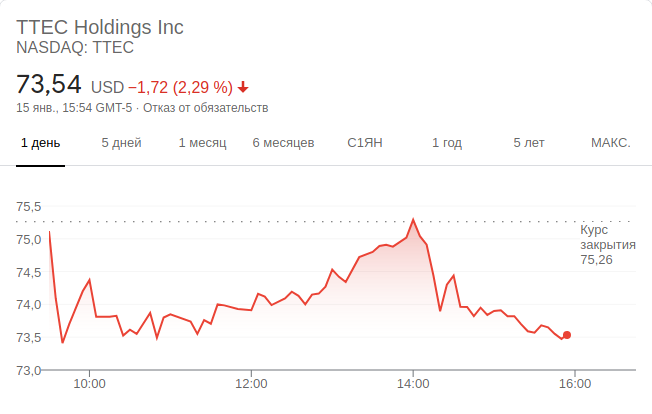 TTEC Holdings Inc
NASDAQ: TTEC
73,54 USD −1,72 (2,29 %)
15 янв., 15:54 GMT-5 · Отказ от обязательств
1 день 5 дней 1 месяц 6 месяцев С1ЯН 1 год 5 лет МАКС.
75,5
75,0
74,5
74,0
73,5
73,0
Курс
закрытия
75,26
10:00 12:00 14:00 16:00